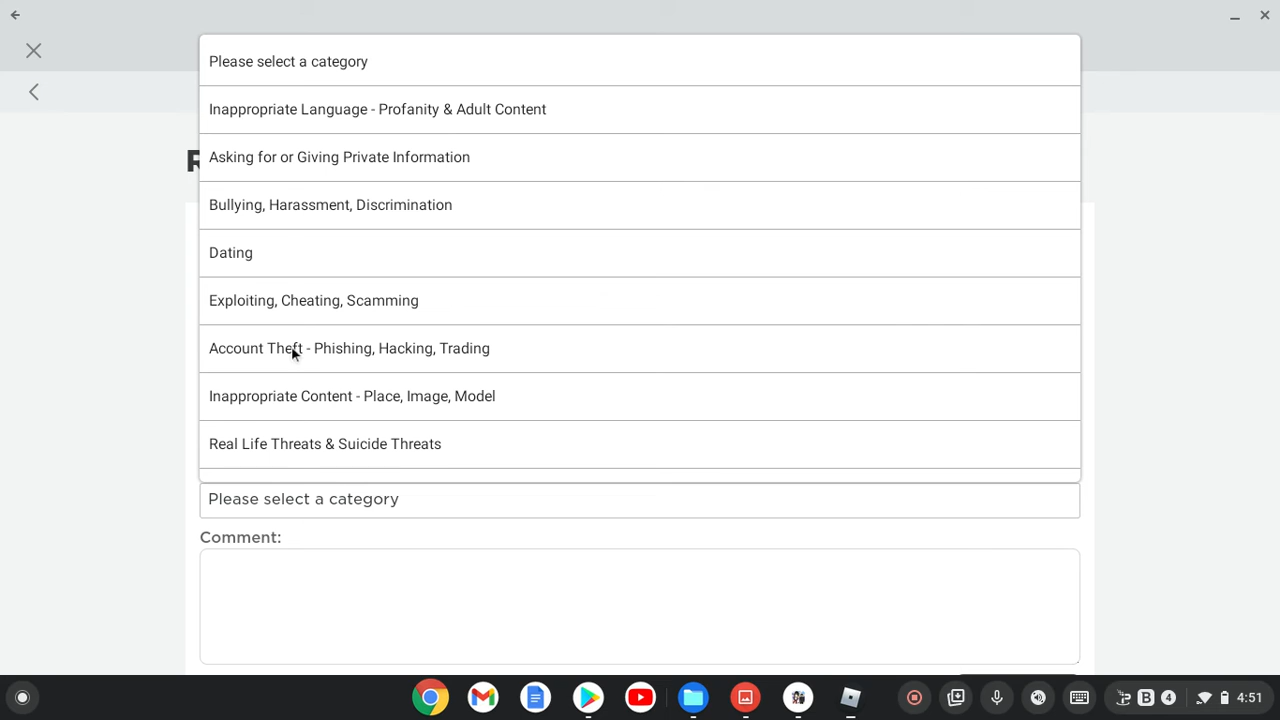 Please select a category
Inappropriate Language - Profanity & Adult Content
Asking for or Giving Private Information
Bullying, Harassment, Discrimination
Dating
Exploiting, Cheating, Scamming
Account Theft - Phishing, Hacking, Trading
Inappropriate Content - Place, Image, Model
Real Life Threats & Suicide Threats
Please select a category
Comment:
B 4 4:51